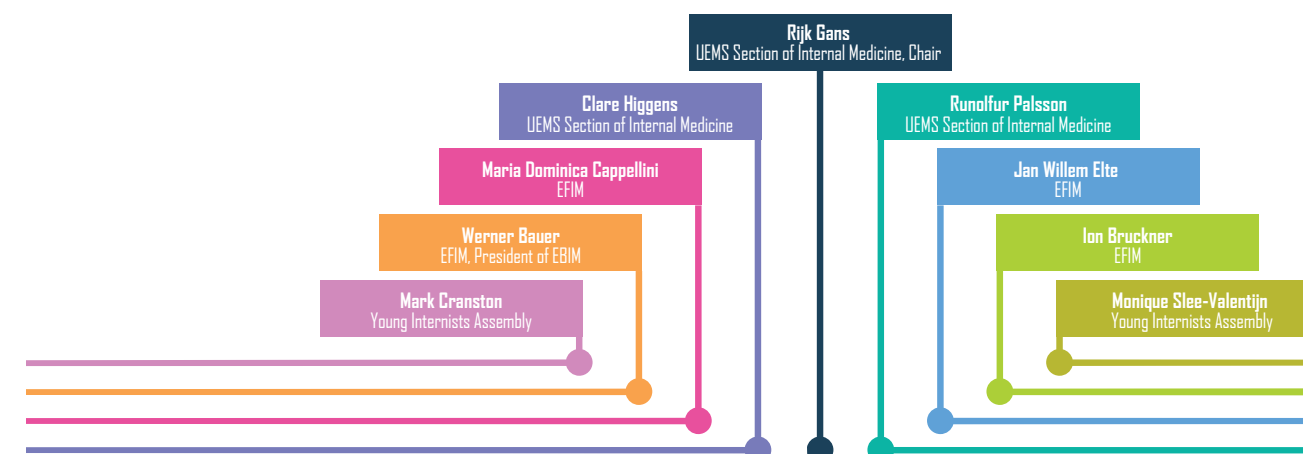 Rijk Gans
UEMS Section of Internal Medicine, Chair
Clare Higgens
UEMS Section of Internal Medicine
Runolfur Palsson
UEMS Section of Internal Medicine
Maria Dominica Cappellini
EFIM
Jan Willem Elte
EFIM
Werner Bauer
EFIM, President of EBIM
Ion Bruckner
EFIM
Mark Cranston
Young Internists Assembly
Monique Slee-Valentijn
Young Internists Assembly